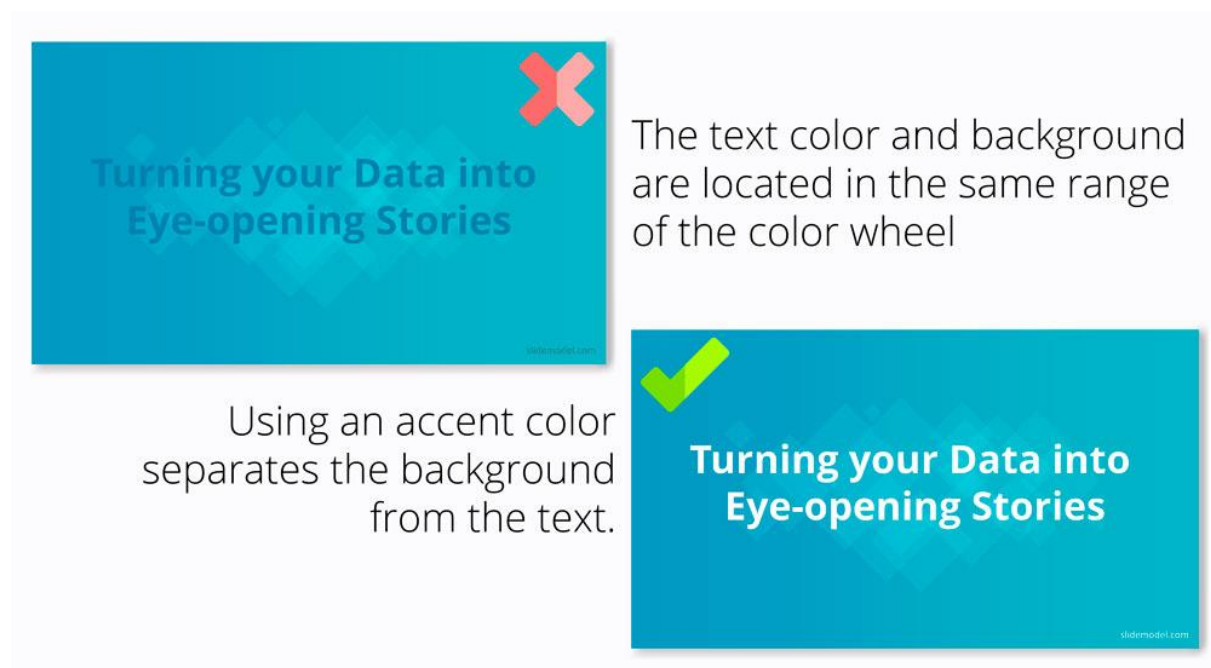 Turning your Data into
Eye-opening Stories
slidemodel.com
The text color and background
are located in the same range
of the color wheel
Using an accent color
separates the background
from the text.
Turning your Data into
Eye-opening Stories
slidemodel.com